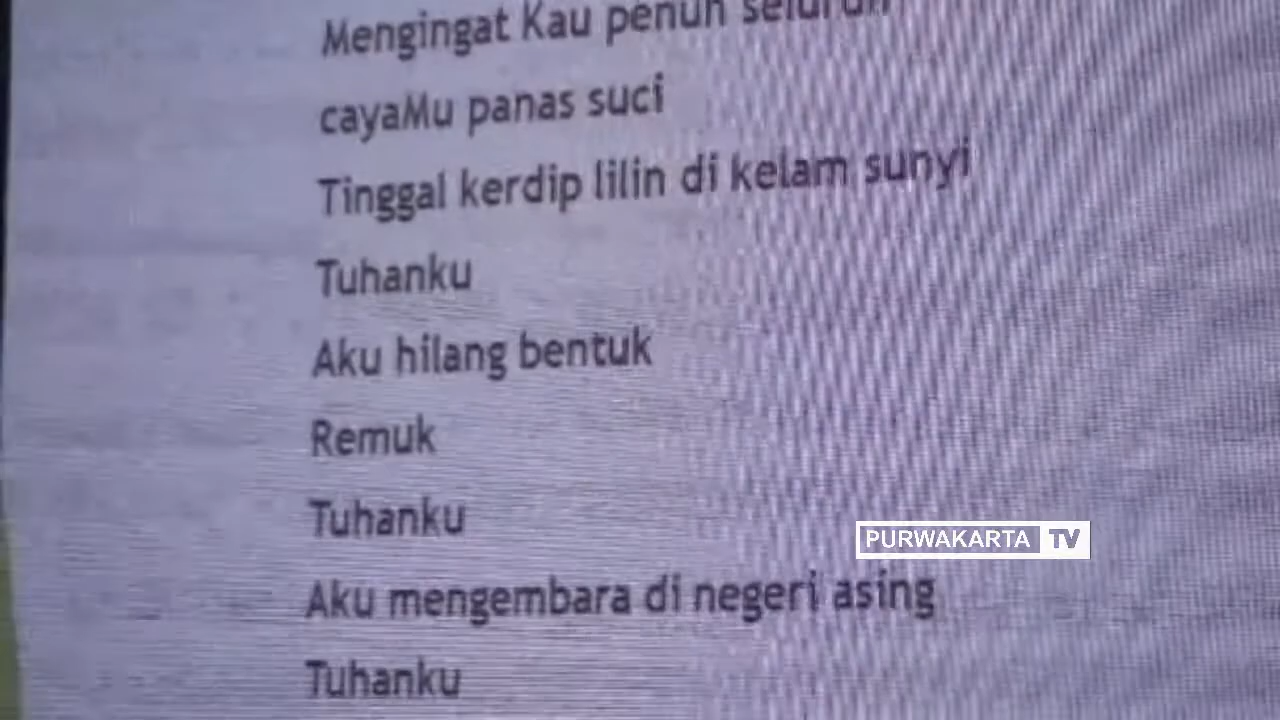 Mengingat Kau penuh seluruh
cayaMu panas suci
Tinggal kerdip lilin di kelam sunyi
Tuhanku
Aku hilang bentuk
Remuk
Tuhanku
PURWAKARTA TV
Aku mengembara di negeri asing
Tuhanku